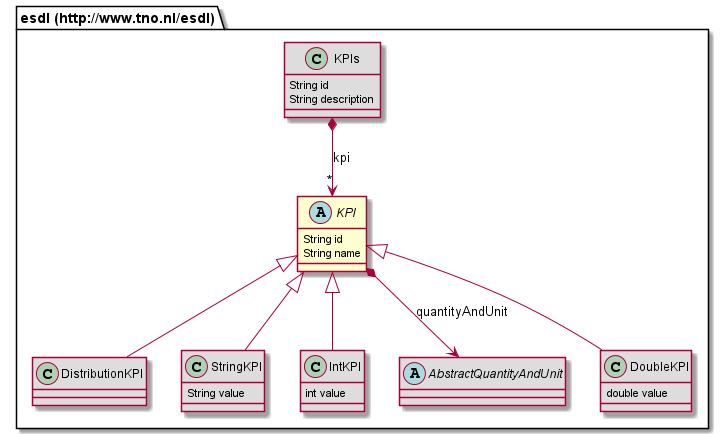 esdl (http://www.tno.nl/esdl)
C KPIs
String id
String description
kpi
*
A KPI
String id
String name
quantityAndUnit
C DistributionKPI
C StringKPI
String value
C IntKPI
int value
A AbstractQuantityAndUnit
C DoubleKPI
double value